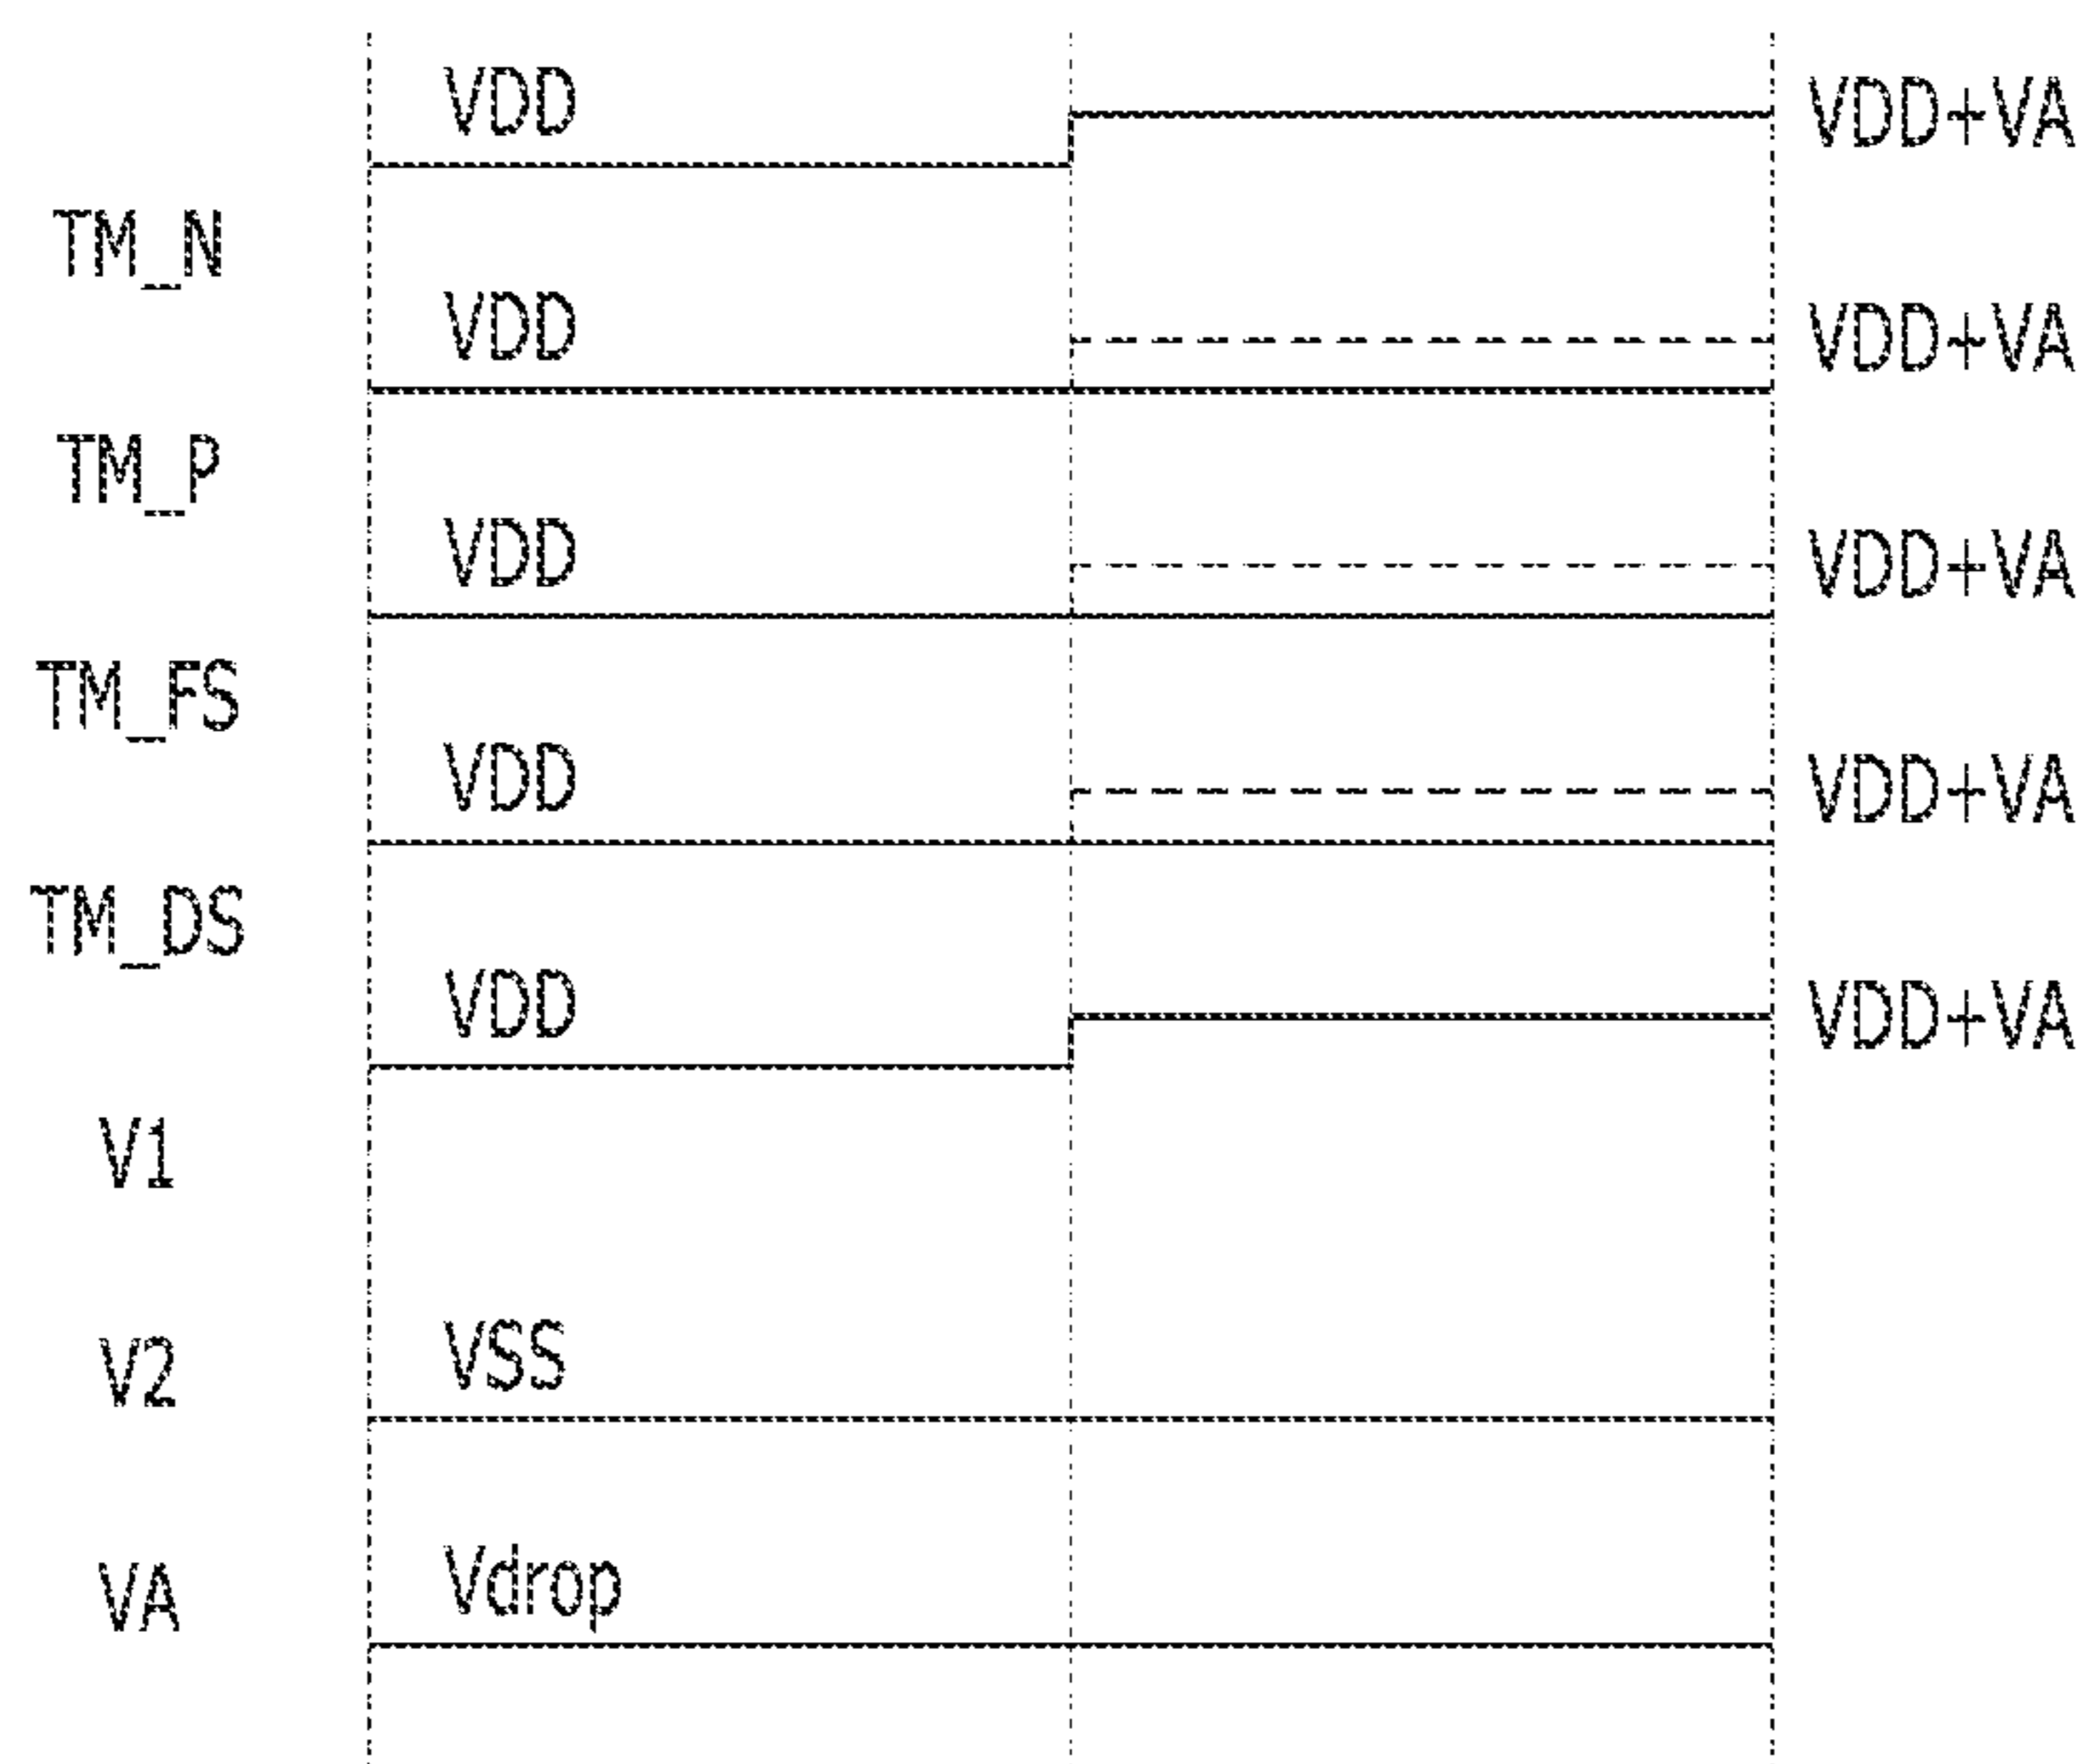 VDD VDD+VA
TM_N
VDD VDD+VA
TM_P
VDD VDD+VA
TM_FS
VDD VDD+VA
TM_DS
VDD VDD+VA
V1
V2 VSS
VA Vdrop